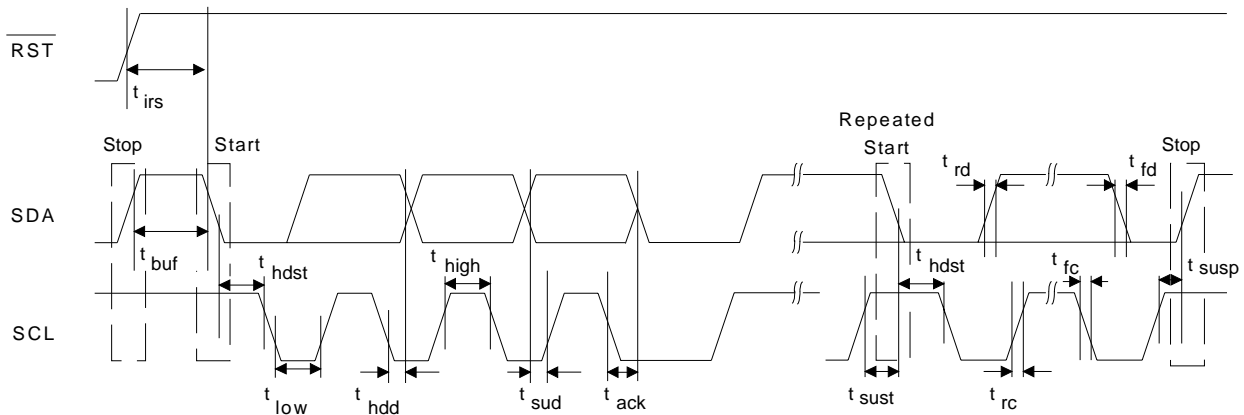 RST
t irs
Repeated
Stop
Start
Start
Stop
t rd
t fd
SDA
t buf
t hdst
t high
t hdst
t fc
t susp
SCL
t low
t hdd
t sud
t ack
t sust
t rc